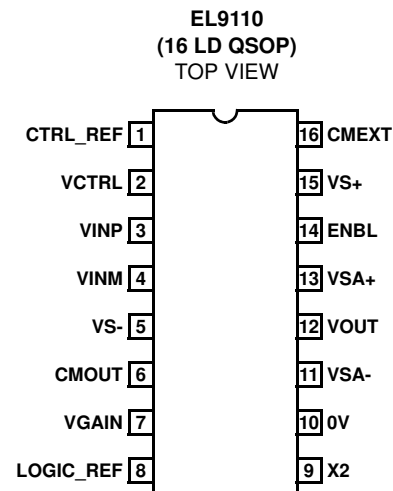 EL9110
(16 LD QSOP)
TOP VIEW
CTRL_REF 1
16 CMEXT
VCTRL 2
15 VS+
VINP 3
14 ENBL
VINM 4
13 VSA+
VS- 5
12 VOUT
CMOUT 6
11 VSA-
VGAIN 7
10 0V
LOGIC_REF 8
9 X2